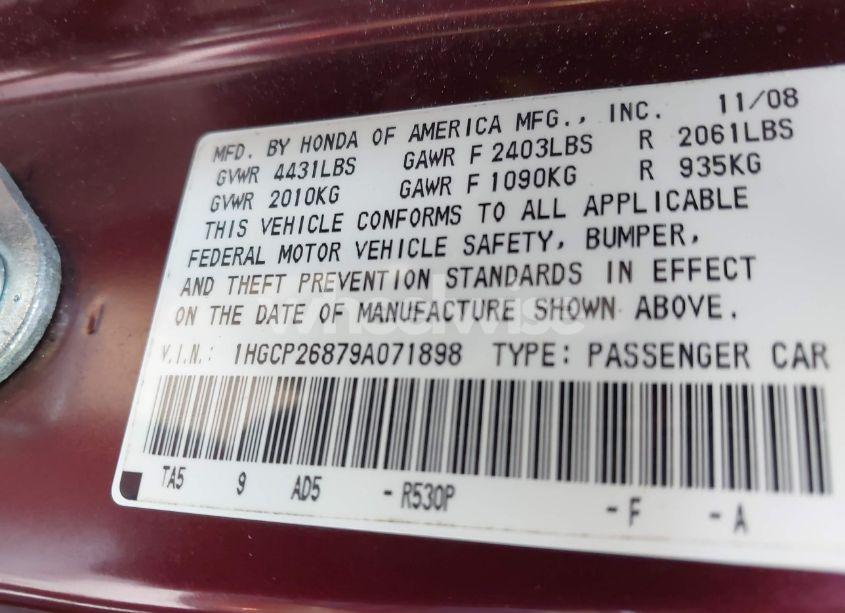 MFD. BY HONDA OF AMERICA MFG., INC. 11/08
GVWR 4431LBS GAWR F 2403LBS R 2061LBS
GVWR 2010KG GAWR F 1090KG R 935KG
THIS VEHICLE CONFORMS TO ALL APPLICABLE
FEDERAL MOTOR VEHICLE SAFETY, BUMPER,
AND THEFT PREVENTION STANDARDS IN EFFECT
ON THE DATE OF MANUFACTURE SHOWN ABOVE.
wheelwise
V.I.N.: 1HGCP26879A071898 TYPE: PASSENGER CAR
TA5 9 AD5 - R530P - F - A